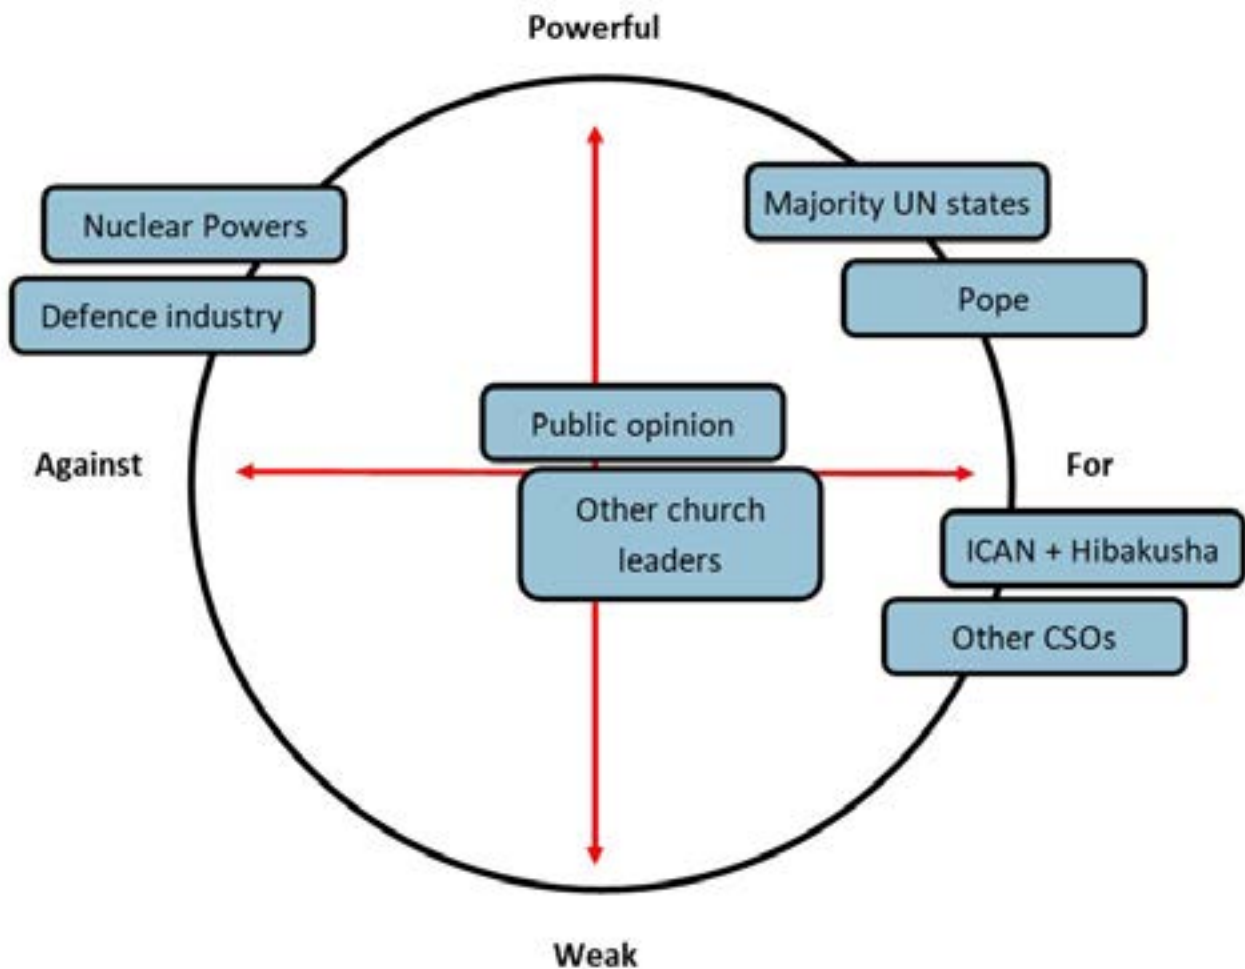 Powerful
Nuclear Powers
Majority UN states
Defence industry
Pope
Public opinion
Against
For
Other church
leaders
ICAN + Hibakusha
Other CSOs
Weak